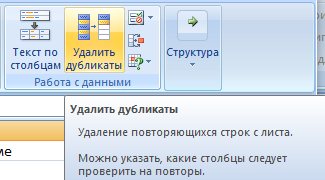 Текст по столбцам
Удалить дубликаты
Структура
Работа с данными
Удалить дубликаты
Удаление повторяющихся строк с листа.
Можно указать, какие столбцы следует
проверить на повторы.
ме